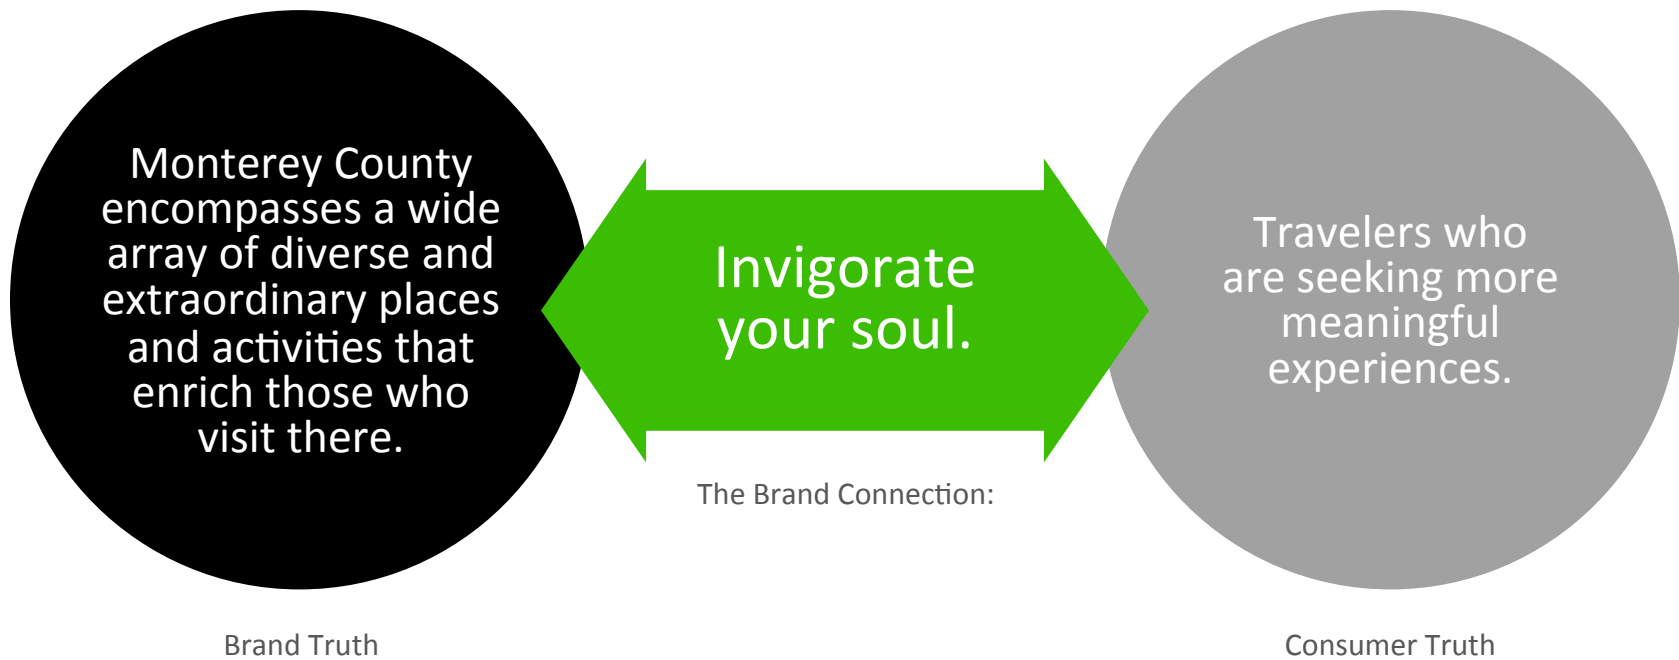 Monterey County
encompasses a wide
array of diverse and
extraordinary places
and activities that
enrich those who
visit there.
Invigorate
your soul.
The Brand Connection:
Travelers who
are seeking more
meaningful
experiences.
Brand Truth
Consumer Truth